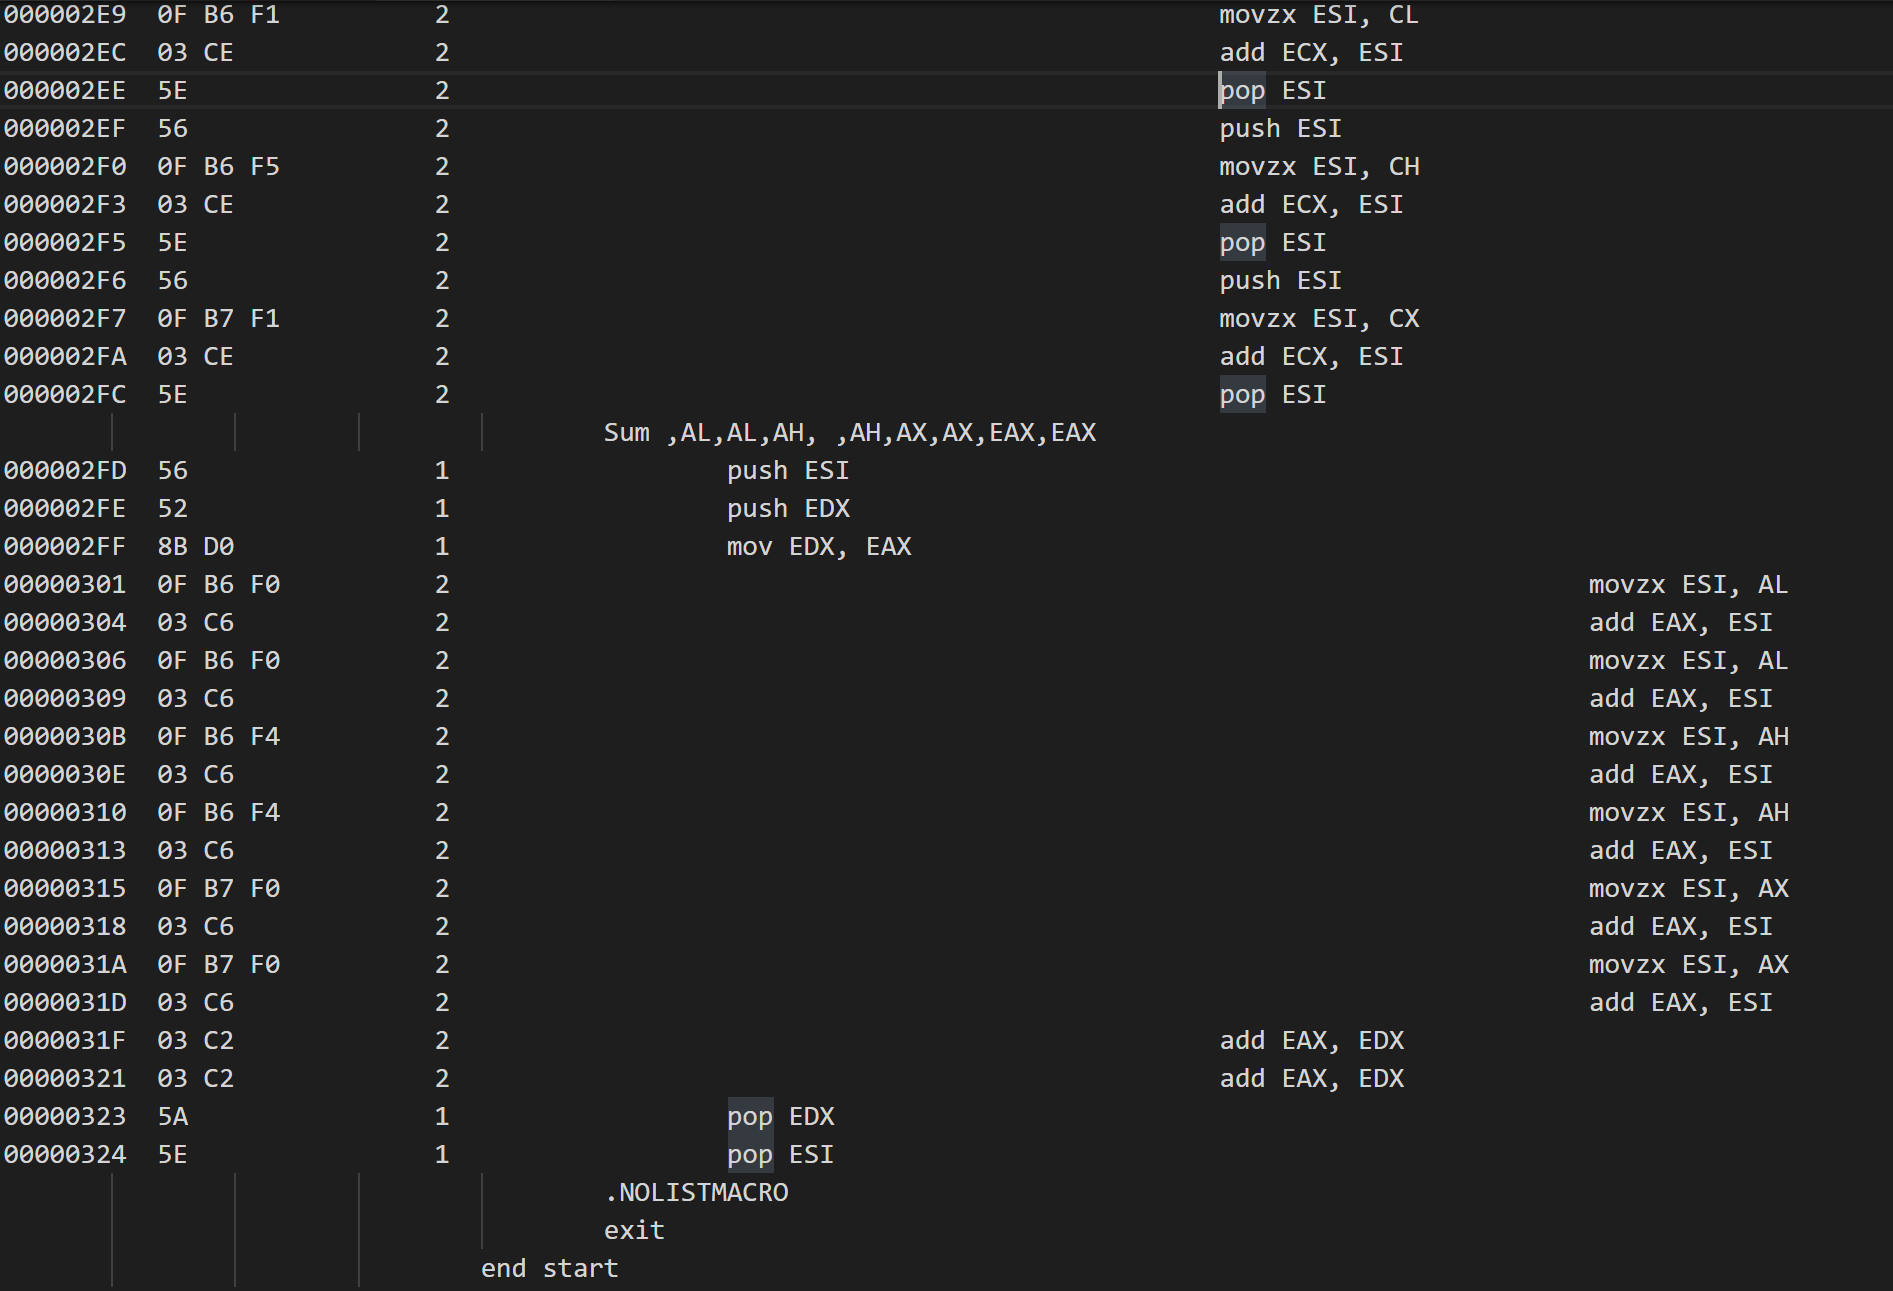 000002E9  0F B6 F1  2  movzx ESI, CL
000002EC  03 CE  2  add ECX, ESI
000002EE  5E  2  pop ESI
000002EF  56  2  push ESI
000002F0  0F B6 F5  2  movzx ESI, CH
000002F3  03 CE  2  add ECX, ESI
000002F5  5E  2  pop ESI
000002F6  56  2  push ESI
000002F7  0F B7 F1  2  movzx ESI, CX
000002FA  03 CE  2  add ECX, ESI
000002FC  5E  2  pop ESI
Sum ,AL,AL,AH, ,AH,AX,AX,EAX,EAX
000002FD  56  1  push ESI
000002FE  52  1  push EDX
000002FF  8B D0  1  mov EDX, EAX
00000301  0F B6 F0  2  movzx ESI, AL
00000304  03 C6  2  add EAX, ESI
00000306  0F B6 F0  2  movzx ESI, AL
00000309  03 C6  2  add EAX, ESI
0000030B  0F B6 F4  2  movzx ESI, AH
0000030E  03 C6  2  add EAX, ESI
00000310  0F B6 F4  2  movzx ESI, AH
00000313  03 C6  2  add EAX, ESI
00000315  0F B7 F0  2  movzx ESI, AX
00000318  03 C6  2  add EAX, ESI
0000031A  0F B7 F0  2  movzx ESI, AX
0000031D  03 C6  2  add EAX, ESI
0000031F  03 C2  2  add EAX, EDX
00000321  03 C2  2  add EAX, EDX
00000323  5A  1  pop EDX
00000324  5E  1  pop ESI
.NOLISTMACRO
exit
end start